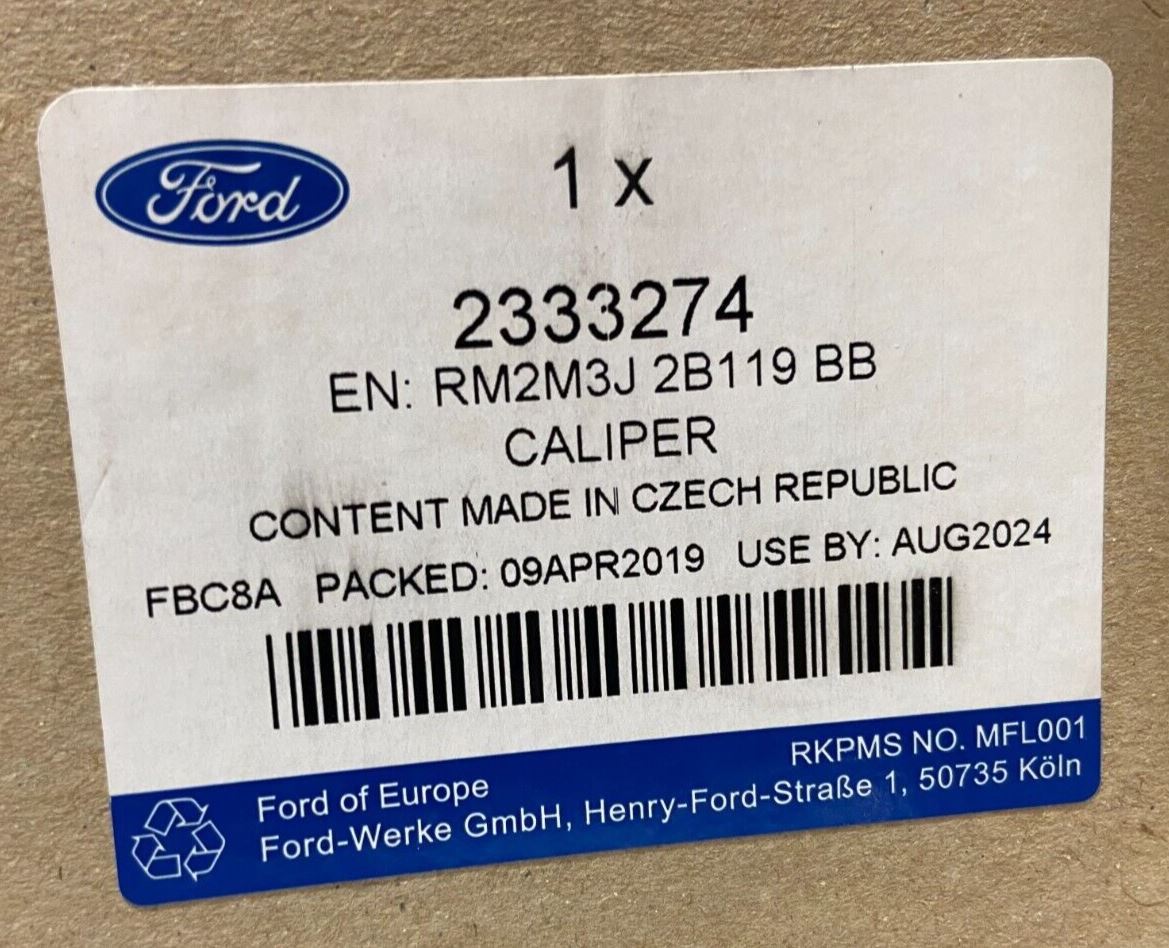 Ford
1 x
2333274
EN: RM2M3J 2B119 BB
CALIPER
CONTENT MADE IN CZECH REPUBLIC
FBC8A PACKED: 09APR2019 USE BY: AUG2024
RKPMS NO. MFL001
Ford of Europe
Ford-Werke GmbH, Henry-Ford-Straße 1, 50735 Köln